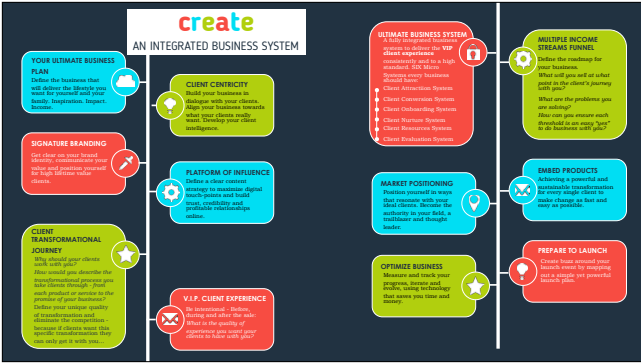 create
AN INTEGRATED BUSINESS SYSTEM
YOUR ULTIMATE BUSINESS
PLAN
Define the business that
will deliver the lifestyle you
want for yourself and your
family. Inspiration. Impact.
Income.
CLIENT CENTRICITY
Build your business in
dialogue with your clients.
Align your business towards
what your clients really
want. Develop your client
intelligence.
SIGNATURE BRANDING
Get clear on your brand
identity, communicate your
value and position yourself
for high lifetime value
clients.
PLATFORM OF INFLUENCE
Define a clear content
strategy to maximise digital
touch-points and build
trust, credibility and
profitable relationships
online.
CLIENT
TRANSFORMATIONAL
JOURNEY
Why should your clients
work with you?
How would you describe the
transformational process you
take clients through - from
each product or service to the
promise of your business?
Define your unique quality
of transformation and
eliminate the competition -
because if clients want this
specific transformation they
can only get it with you...
V.I.P. CLIENT EXPERIENCE
Be intentional - Before,
during and after the sale:
What is the quality of
experience you want your
clients to have with you?
ULTIMATE BUSINESS SYSTEM
A fully integrated business
system to deliver the VIP
client experience
consistently and to a high
standard. SIX Micro
Systems every business
should have:
Client Attraction System
Client Conversion System
Client Onboarding System
Client Nurture System
Client Resources System
Client Evaluation System
MULTIPLE INCOME
STREAMS FUNNEL
Define the roadmap for
your business.
What will you sell at what
point in the client's journey
with you?
What are the problems you
are solving?
How can you ensure each
threshold is an easy "yes"
to do business with you?
MARKET POSITIONING
Position yourself in ways
that resonate with your
ideal clients. Become the
authority in your field, a
trailblazer and thought
leader.
EMBED PRODUCTS
Achieving a powerful and
sustainable transformation
for every single client to
make change as fast and
easy as possible.
OPTIMIZE BUSINESS
Measure and track your
progress, iterate and
evolve, using technology
that saves you time and
money.
PREPARE TO LAUNCH
Create buzz around your
launch event by mapping
out a simple yet powerful
launch plan.